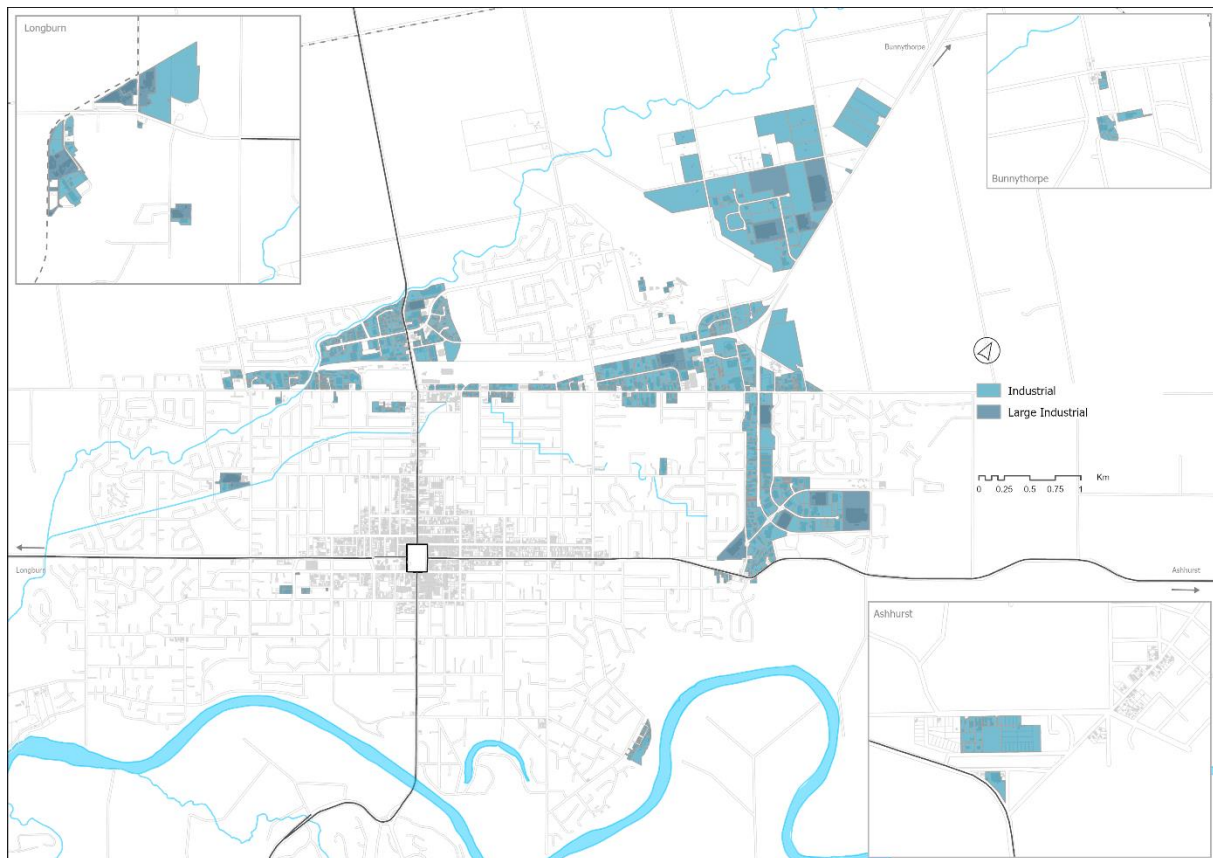 Longburn
Bunnythorpe
Bunnythorpe
Industrial
Large Industrial
Km
0 0.25 0.5 0.75 1
Longburn
Ashhurst
Ashhurst